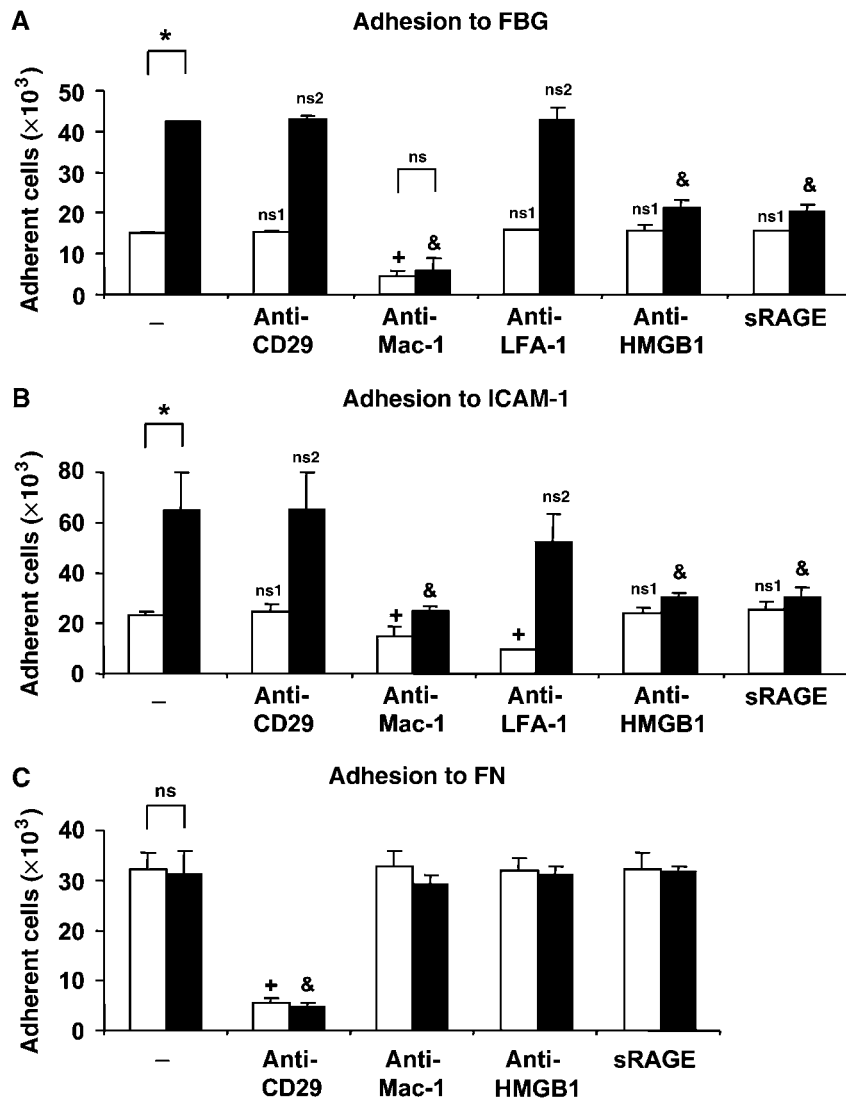 A
Adhesion to FBG
*
Adherent cells (×10³)
50
40
30
20
10
0
ns1
ns2
ns
+
&
ns1
ns2
ns1
&
ns1
&
–
Anti-
CD29
Anti-
Mac-1
Anti-
LFA-1
Anti-
HMGB1
sRAGE
B
Adhesion to ICAM-1
*
Adherent cells (×10³)
80
60
40
20
0
ns1
ns2
+
&
+
ns2
ns1
&
ns1
&
–
Anti-
CD29
Anti-
Mac-1
Anti-
LFA-1
Anti-
HMGB1
sRAGE
C
Adhesion to FN
ns
Adherent cells (×10³)
40
30
20
10
0
+
&
–
Anti-
CD29
Anti-
Mac-1
Anti-
HMGB1
sRAGE